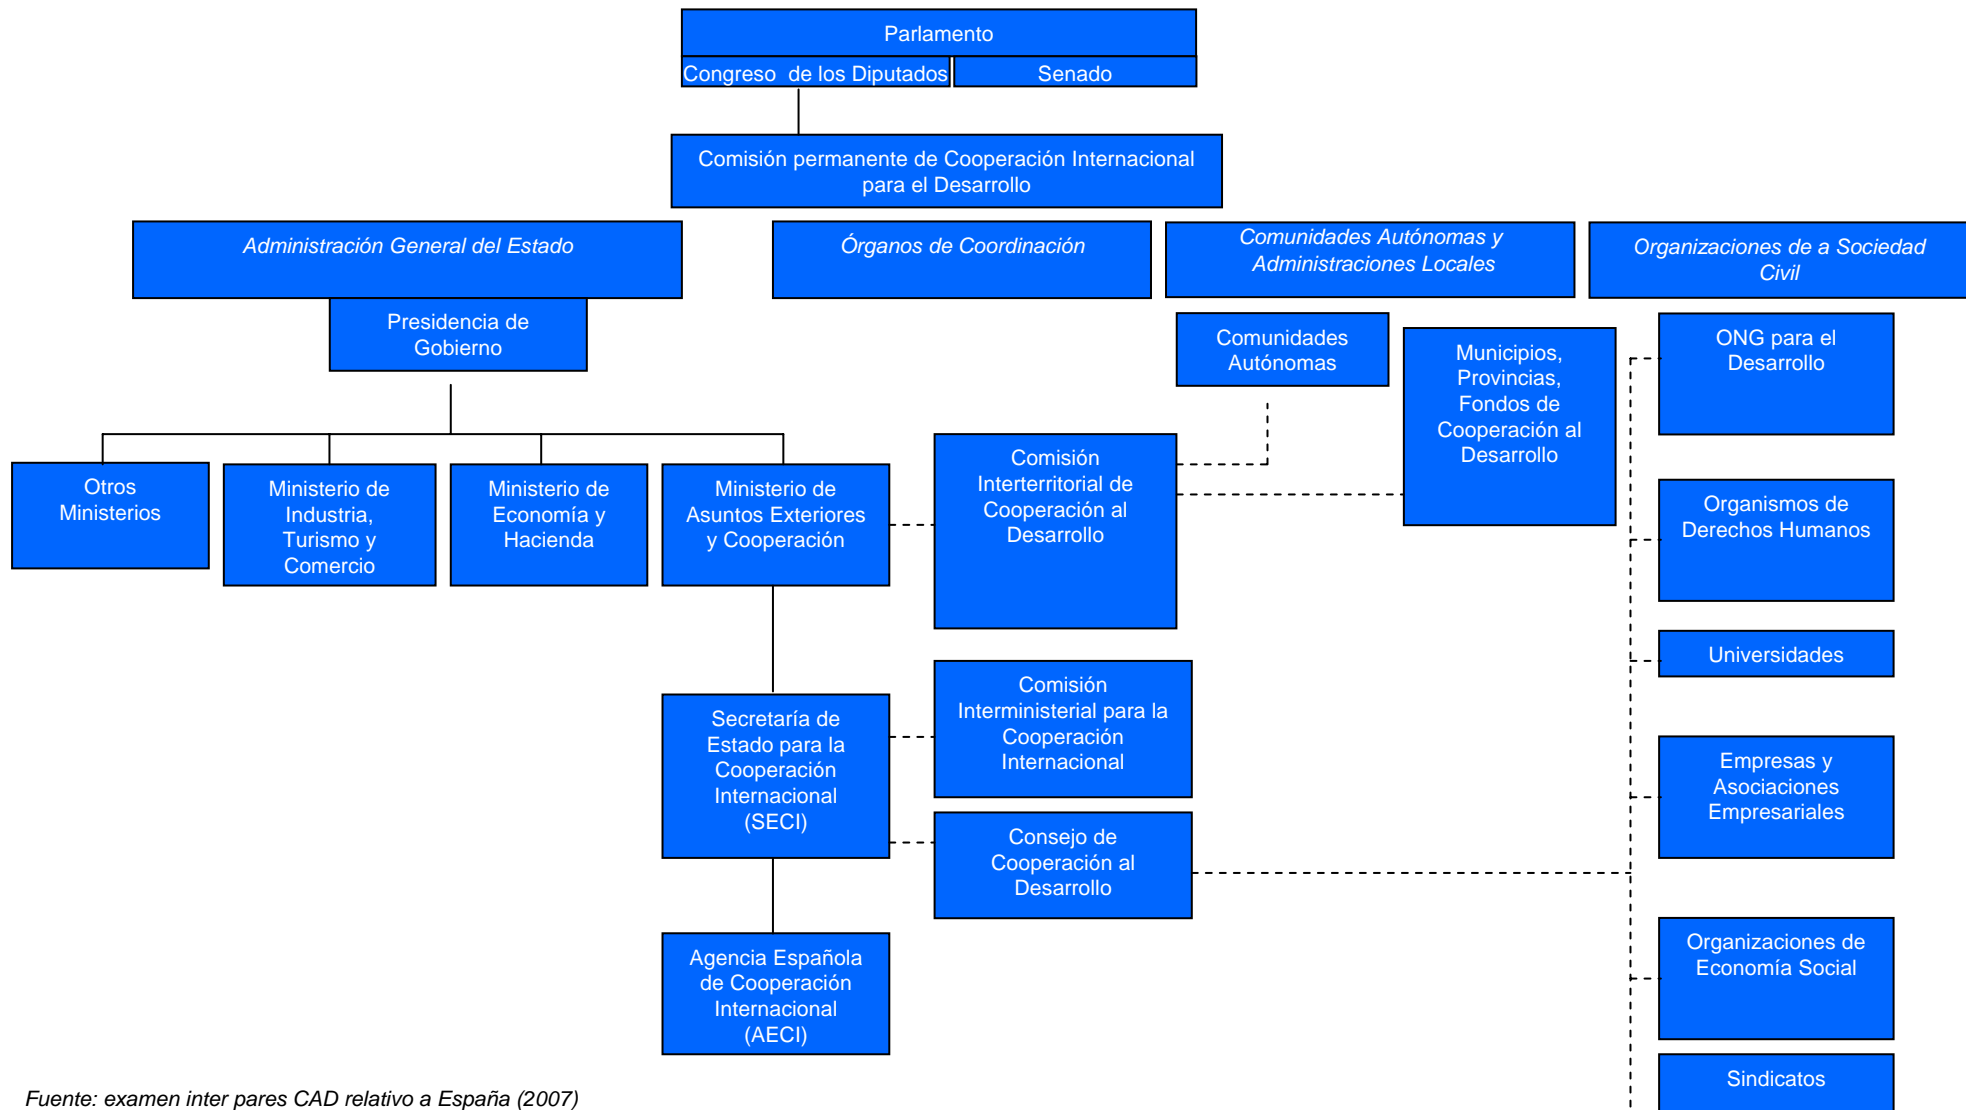 Parlamento
Congreso de los Diputados
Senado
Comisión permanente de Cooperación Internacional
para el Desarrollo
Administración General del Estado
Órganos de Coordinación
Comunidades Autónomas y
Administraciones Locales
Organizaciones de a Sociedad
Civil
Presidencia de
Gobierno
Comunidades
Autónomas
Municipios,
Provincias,
Fondos de
Cooperación al
Desarrollo
ONG para el
Desarrollo
Otros
Ministerios
Ministerio de
Industria,
Turismo y
Comercio
Ministerio de
Economía y
Hacienda
Ministerio de
Asuntos Exteriores
y Cooperación
Comisión
Interterritorial de
Cooperación al
Desarrollo
Organismos de
Derechos Humanos
Universidades
Secretaría de
Estado para la
Cooperación
Internacional
(SECI)
Comisión
Interministerial para la
Cooperación
Internacional
Empresas y
Asociaciones
Empresariales
Consejo de
Cooperación al
Desarrollo
Agencia Española
de Cooperación
Internacional
(AECI)
Organizaciones de
Economía Social
Sindicatos
Fuente: examen inter pares CAD relativo a España (2007)